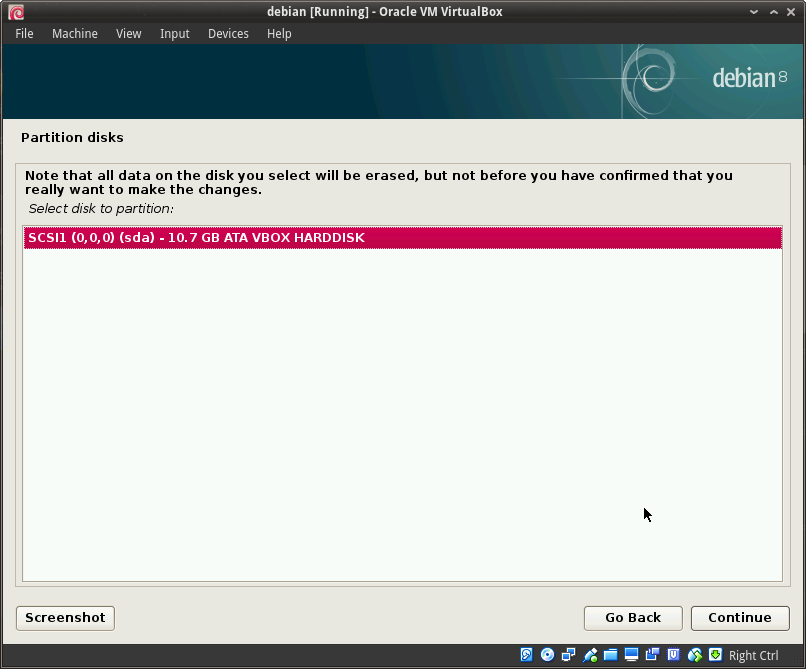 debian [Running] - Oracle VM VirtualBox
File Machine View Input Devices Help
debian 8
Partition disks
Note that all data on the disk you select will be erased, but not before you have confirmed that you
really want to make the changes.
Select disk to partition:
SCSI1 (0,0,0) (sda) - 10.7 GB ATA VBOX HARDDISK
Screenshot Go Back Continue
Right Ctrl